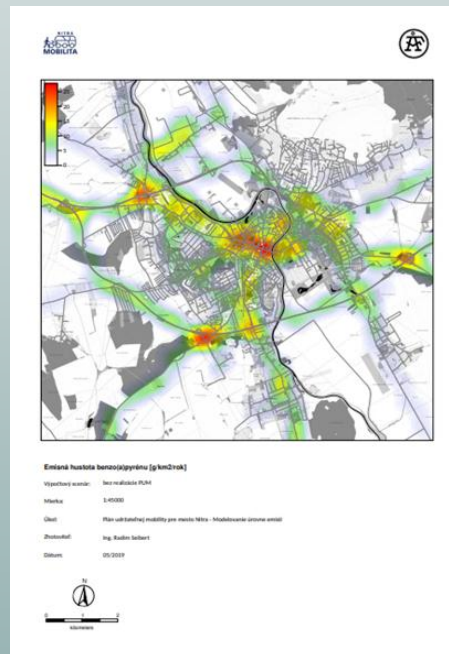 NITRA
MOBILITA
Emisná hustota benzo(a)pyrénu [g/km2/rok]
Výpočtový scenár: bez realizácie PUM
Mierka: 1:45000
Úkol: Plán udržateľnej mobility pre mesto Nitra - Modelovanie úrovne emisií
Zhotoviteľ: Ing. Radim Seibert
Dátum: 05/2019
N
0 1 2
kilometers